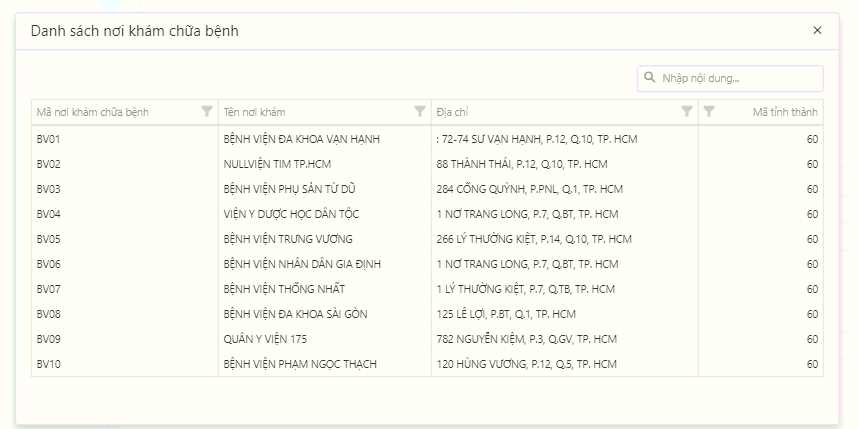 Danh sách nơi khám chữa bệnh ×
Nhập nội dung...
Mã nơi khám chữa bệnh Tên nơi khám Địa chỉ Mã tỉnh thành
BV01 BỆNH VIỆN ĐA KHOA VẠN HẠNH : 72-74 SƯ VẠN HẠNH, P.12, Q.10, TP. HCM 60
BV02 NULLVIỆN TIM TP.HCM 88 THÀNH THÁI, P.12, Q.10, TP. HCM 60
BV03 BỆNH VIỆN PHỤ SẢN TỪ DŨ 284 CỐNG QUỲNH, P.PNL, Q.1, TP. HCM 60
BV04 VIỆN Y DƯỢC HỌC DÂN TỘC 1 NƠ TRANG LONG, P.7, Q.BT, TP. HCM 60
BV05 BỆNH VIỆN TRƯNG VƯƠNG 266 LÝ THƯỜNG KIỆT, P.14, Q.10, TP. HCM 60
BV06 BỆNH VIỆN NHÂN DÂN GIA ĐỊNH 1 NƠ TRANG LONG, P.7, Q.BT, TP. HCM 60
BV07 BỆNH VIỆN THỐNG NHẤT 1 LÝ THƯỜNG KIỆT, P.7, Q.TB, TP. HCM 60
BV08 BỆNH VIỆN ĐA KHOA SÀI GÒN 125 LÊ LỢI, P.BT, Q.1, TP. HCM 60
BV09 QUÂN Y VIỆN 175 782 NGUYỄN KIỆM, P.3, Q.GV, TP. HCM 60
BV10 BỆNH VIỆN PHẠM NGỌC THẠCH 120 HÙNG VƯƠNG, P.12, Q.5, TP. HCM 60